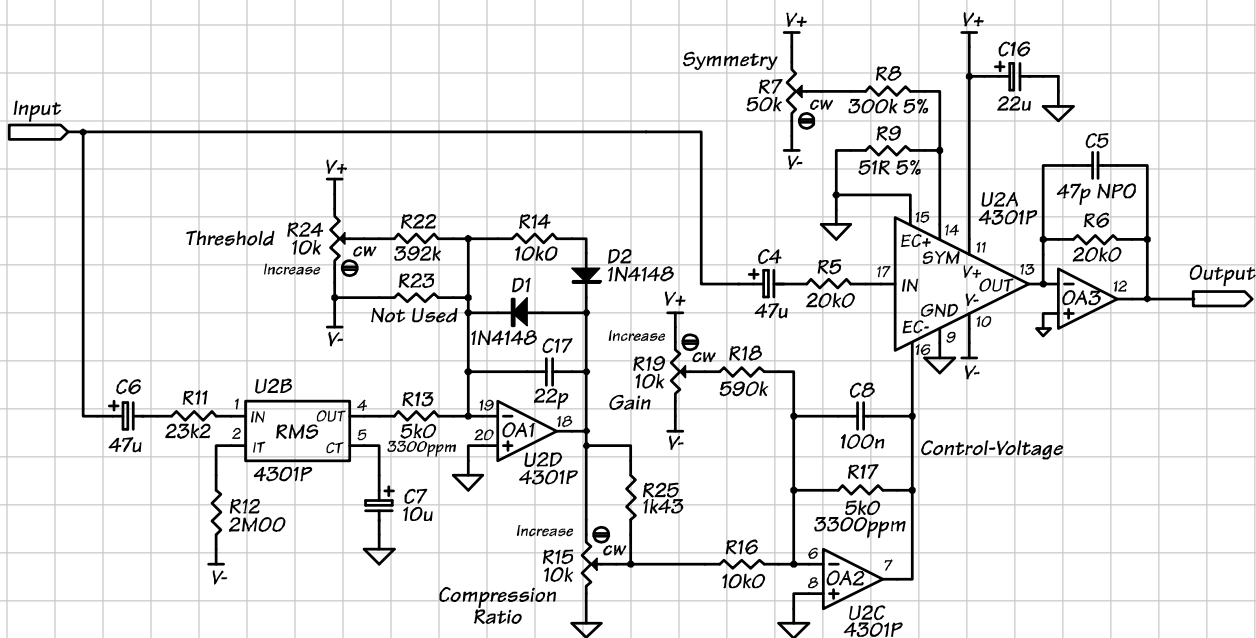 V+
V+
Symmetry
R7
50k
cw
R8
300k 5%
C16
+
22u
Input
V-
R9
51R 5%
C5
47p NPO
V+
R24
10k
Threshold
Increase
cw
R22
392k
R14
10k0
15
14
EC+
SYM
U2A
4301P
11
V+
R6
20k0
R23
Not Used
D2
1N4148
C4
+
47u
R5
20k0
17
IN
OUT
13
V-
10
OA3
-
+
12
Output
V-
D1
1N4148
V+
Increase
cw
R19
10k
Gain
V-
R18
590k
GND
EC-
16
9
V-
C17
22p
C6
+
47u
R11
23k2
U2B
1
IN
OUT
4
2
IT
RMS
CT
5
4301P
R13
5k0
3300ppm
19
-
20
+
OA1
18
U2D
4301P
C8
100n
Control-Voltage
R12
2M00
V-
+
C7
10u
R25
1k43
R17
5k0
3300ppm
Increase
cw
R15
10k
Compression
Ratio
R16
10k0
6
-
8
+
OA2
7
U2C
4301P